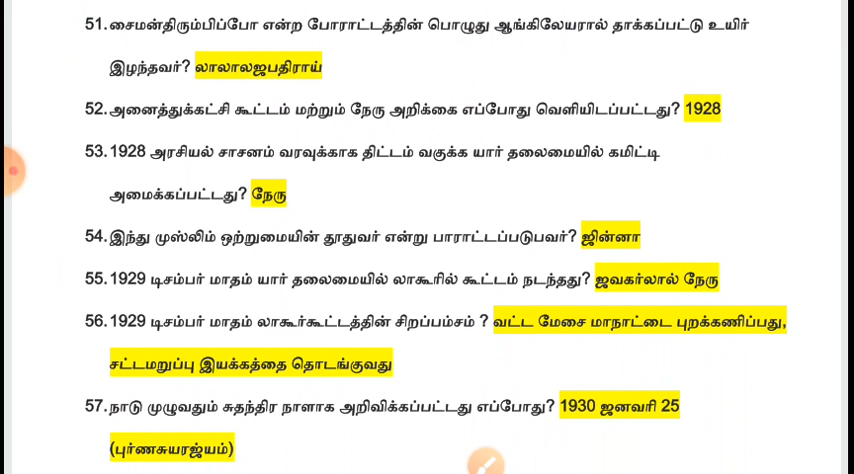 51.சைமன்திரும்பிப்போ என்ற போராட்டத்தின் பொழுது ஆங்கிலேயரால் தாக்கப்பட்டு உயிர்
இழந்தவர்? லாலாலஜபதிராய்
52.அனைத்துக்கட்சி கூட்டம் மற்றும் நேரு அறிக்கை எப்போது வெளியிடப்பட்டது? 1928
53.1928 அரசியல் சாசனம் வரவுக்காக திட்டம் வகுக்க யார் தலைமையில் கமிட்டி
அமைக்கப்பட்டது? நேரு
54.இந்து முஸ்லிம் ஒற்றுமையின் தூதுவர் என்று பாராட்டப்படுபவர்? ஜின்னா
55.1929 டிசம்பர் மாதம் யார் தலைமையில் லாகூரில் கூட்டம் நடந்தது? ஜவகர்லால் நேரு
56.1929 டிசம்பர் மாதம் லாகூர்கூட்டத்தின் சிறப்பம்சம் ? வட்ட மேசை மாநாட்டை புறக்கணிப்பது,
சட்டமறுப்பு இயக்கத்தை தொடங்குவது
57.நாடு முழுவதும் சுதந்திர நாளாக அறிவிக்கப்பட்டது எப்போது? 1930 ஜனவரி 25
(புர்ணசுயரஜ்யம்)